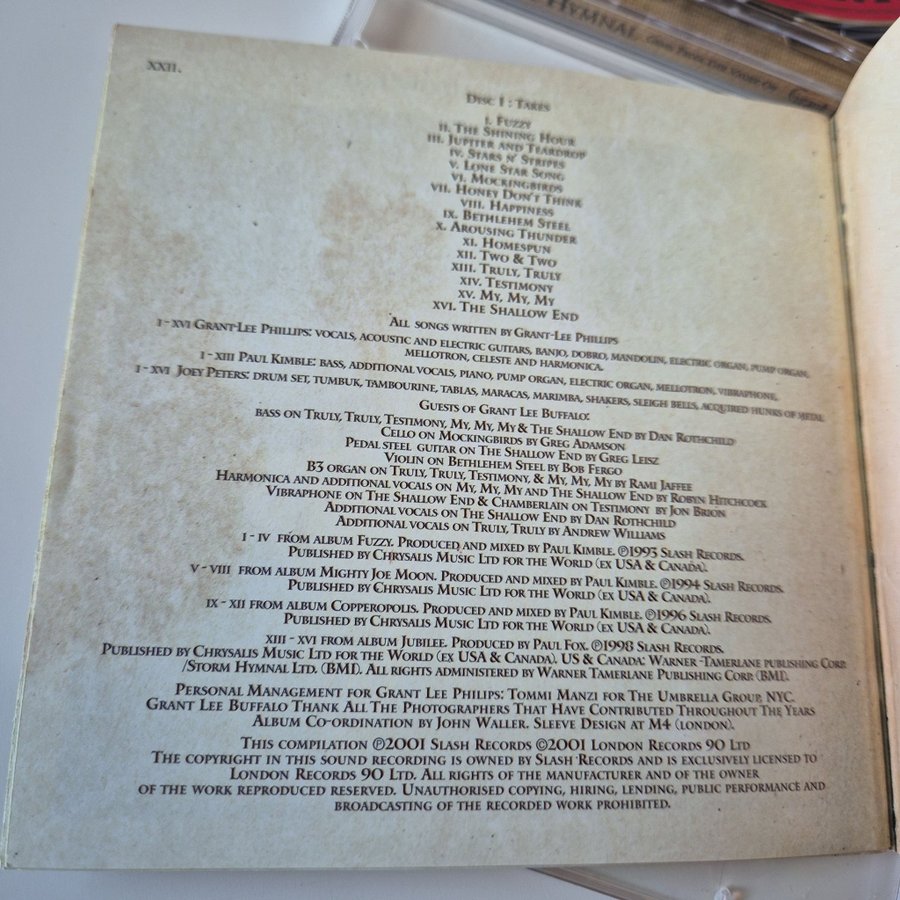 HYMNAL
XXII.
DISC I : TAKES
I. FUZZY
II. THE SHINING HOUR
III. JUPITER AND TEARDROP
IV. STARS N' STRIPES
V. LONE STAR SONG
VI. MOCKINGBIRDS
VII. HONEY DON'T THINK
VIII. HAPPINESS
IX. BETHLEHEM STEEL
X. AROUSING THUNDER
XI. HOMESPUN
XII. TWO & TWO
XIII. TRULY, TRULY
XIV. TESTIMONY
XV. MY, MY, MY
XVI. THE SHALLOW END
ALL SONGS WRITTEN BY GRANT-LEE PHILLIPS
I - XVI GRANT-LEE PHILLIPS: VOCALS, ACOUSTIC AND ELECTRIC GUITARS, BANJO, DOBRO, MANDOLIN, ELECTRIC ORGAN, PUMP ORGAN,
MELLOTRON, CELESTE AND HARMONICA.
I - XIII PAUL KIMBLE: BASS, ADDITIONAL VOCALS, PIANO, PUMP ORGAN, ELECTRIC ORGAN, MELLOTRON, VIBRAPHONE,
I - XVI JOEY PETERS: DRUM SET, TUMBUK, TAMBOURINE, TABLAS, MARACAS, MARIMBA, SHAKERS, SLEIGH BELLS, ACQUIRED HUNKS OF METAL
GUESTS OF GRANT LEE BUFFALO:
BASS ON TRULY, TRULY, TESTIMONY, MY, MY, MY & THE SHALLOW END BY DAN ROTHCHILD
CELLO ON MOCKINGBIRDS BY GREG ADAMSON
PEDAL STEEL GUITAR ON THE SHALLOW END BY GREG LEISZ
VIOLIN ON BETHLEHEM STEEL BY BOB FERGO
B3 ORGAN ON TRULY, TRULY, TESTIMONY, & MY, MY, MY BY RAMI JAFFEE
HARMONICA AND ADDITIONAL VOCALS ON MY, MY, MY AND THE SHALLOW END BY ROBYN HITCHCOCK
VIBRAPHONE ON THE SHALLOW END & CHAMBERLAIN ON TESTIMONY BY JON BRION
ADDITIONAL VOCALS ON THE SHALLOW END BY DAN ROTHCHILD
ADDITIONAL VOCALS ON TRULY, TRULY BY ANDREW WILLIAMS
I - IV FROM ALBUM FUZZY. PRODUCED AND MIXED BY PAUL KIMBLE. ℗1993 SLASH RECORDS.
PUBLISHED BY CHRYSALIS MUSIC LTD FOR THE WORLD (EX USA & CANADA).
V - VIII FROM ALBUM MIGHTY JOE MOON. PRODUCED AND MIXED BY PAUL KIMBLE. ℗1994 SLASH RECORDS.
PUBLISHED BY CHRYSALIS MUSIC LTD FOR THE WORLD (EX USA & CANADA).
IX - XII FROM ALBUM COPPEROPOLIS. PRODUCED AND MIXED BY PAUL KIMBLE. ℗1996 SLASH RECORDS.
PUBLISHED BY CHRYSALIS MUSIC LTD FOR THE WORLD (EX USA & CANADA).
XIII - XVI FROM ALBUM JUBILEE. PRODUCED BY PAUL FOX. ℗1998 SLASH RECORDS.
PUBLISHED BY CHRYSALIS MUSIC LTD FOR THE WORLD (EX USA & CANADA). US & CANADA: WARNER -TAMERLANE PUBLISHING CORP.
/STORM HYMNAL LTD. (BMI). ALL RIGHTS ADMINISTERED BY WARNER TAMERLANE PUBLISHING CORP. (BMI).
PERSONAL MANAGEMENT FOR GRANT LEE PHILIPS: TOMMI MANZI FOR THE UMBRELLA GROUP, NYC.
GRANT LEE BUFFALO THANK ALL THE PHOTOGRAPHERS THAT HAVE CONTRIBUTED THROUGHOUT THE YEARS
ALBUM CO-ORDINATION BY JOHN WALLER. SLEEVE DESIGN AT M4 (LONDON).
THIS COMPILATION ℗2001 SLASH RECORDS ©2001 LONDON RECORDS 90 LTD
THE COPYRIGHT IN THIS SOUND RECORDING IS OWNED BY SLASH RECORDS AND IS EXCLUSIVELY LICENSED TO
LONDON RECORDS 90 LTD. ALL RIGHTS OF THE MANUFACTURER AND OF THE OWNER
OF THE WORK REPRODUCED RESERVED. UNAUTHORISED COPYING, HIRING, LENDING, PUBLIC PERFORMANCE AND
BROADCASTING OF THE RECORDED WORK PROHIBITED.